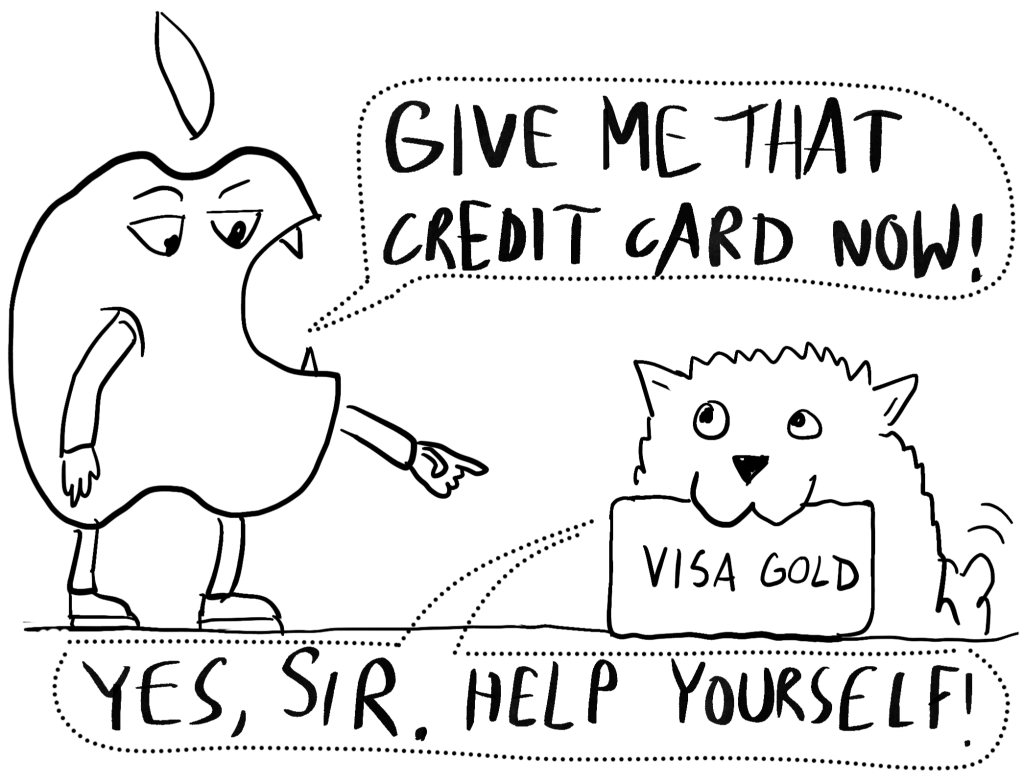 GIVE ME THAT
CREDIT CARD NOW!
VISA GOLD
YES, SIR. HELP YOURSELF!